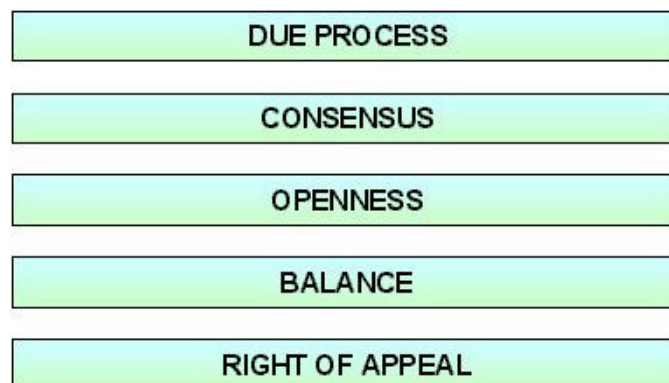 DUE PROCESS
CONSENSUS
OPENNESS
BALANCE
RIGHT OF APPEAL